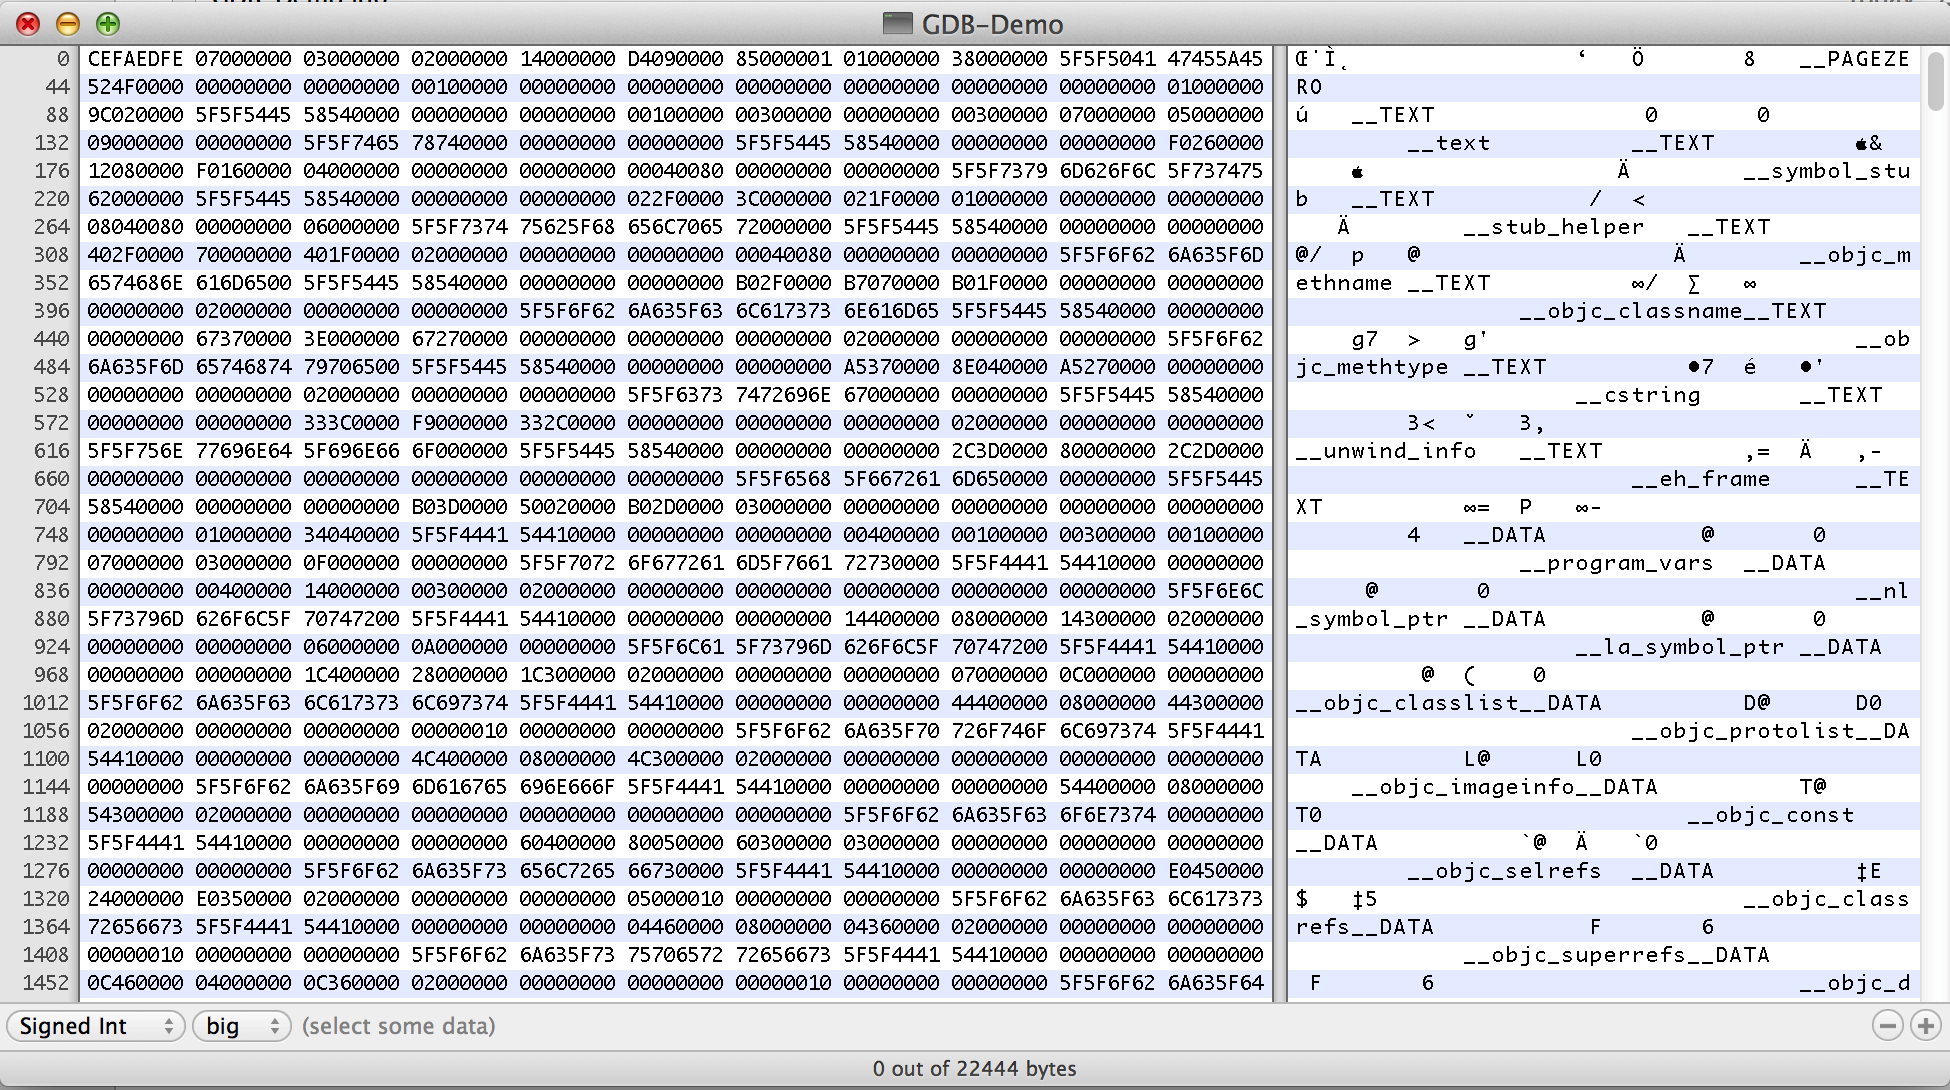 GDB-Demo
0 CEFAEDFE 07000000 03000000 02000000 14000000 D4090000 85000001 01000000 38000000 5F5F5041 47455A45 Œ˙Ì˛ ‘ Ö 8 __PAGEZE
44 524F0000 00000000 00000000 00100000 00000000 00000000 00000000 00000000 00000000 00000000 01000000 RO
88 9C020000 5F5F5445 58540000 00000000 00000000 00100000 00300000 00000000 00300000 07000000 05000000 ú __TEXT 0 0
132 09000000 00000000 5F5F7465 78740000 00000000 00000000 5F5F5445 58540000 00000000 00000000 F0260000 __text __TEXT &
176 12080000 F0160000 04000000 00000000 00000000 00040080 00000000 00000000 5F5F7379 6D626F6C 5F737475  Ä __symbol_stu
220 62000000 5F5F5445 58540000 00000000 00000000 022F0000 3C000000 021F0000 01000000 00000000 00000000 b __TEXT / <
264 08040080 00000000 06000000 5F5F7374 75625F68 656C7065 72000000 5F5F5445 58540000 00000000 00000000 Ä __stub_helper __TEXT
308 402F0000 70000000 401F0000 02000000 00000000 00000000 00040080 00000000 00000000 5F5F6F62 6A635F6D @/ p @ Ä __objc_m
352 6574686E 616D6500 5F5F5445 58540000 00000000 00000000 B02F0000 B7070000 B01F0000 00000000 00000000 ethname __TEXT ∞/ ∑ ∞
396 00000000 02000000 00000000 00000000 5F5F6F62 6A635F63 6C617373 6E616D65 5F5F5445 58540000 00000000 __objc_classname__TEXT
440 00000000 67370000 3E000000 67270000 00000000 00000000 00000000 02000000 00000000 00000000 5F5F6F62 g7 > g' __ob
484 6A635F6D 65746874 79706500 5F5F5445 58540000 00000000 00000000 A5370000 8E040000 A5270000 00000000 jc_methtype __TEXT •7 é •'
528 00000000 00000000 02000000 00000000 00000000 5F5F6373 7472696E 67000000 00000000 5F5F5445 58540000 __cstring __TEXT
572 00000000 00000000 333C0000 F9000000 332C0000 00000000 00000000 00000000 02000000 00000000 00000000 3< ˘ 3,
616 5F5F756E 77696E64 5F696E66 6F000000 5F5F5445 58540000 00000000 00000000 2C3D0000 80000000 2C2D0000 __unwind_info __TEXT ,= Ä ,-
660 00000000 00000000 00000000 00000000 00000000 00000000 5F5F6568 5F667261 6D650000 00000000 5F5F5445 __eh_frame __TE
704 58540000 00000000 00000000 B03D0000 50020000 B02D0000 03000000 00000000 00000000 00000000 00000000 XT ∞= P ∞-
748 00000000 01000000 34040000 5F5F4441 54410000 00000000 00000000 00400000 00100000 00300000 00100000 4 __DATA @ 0
792 07000000 03000000 0F000000 00000000 5F5F7072 6F677261 6D5F7661 72730000 5F5F4441 54410000 00000000 __program_vars __DATA
836 00000000 00400000 14000000 00300000 02000000 00000000 00000000 00000000 00000000 00000000 5F5F6E6C @ 0 __nl
880 5F73796D 626F6C5F 70747200 5F5F4441 54410000 00000000 00000000 14400000 08000000 14300000 02000000 _symbol_ptr __DATA @ 0
924 00000000 00000000 06000000 0A000000 00000000 5F5F6C61 5F73796D 626F6C5F 70747200 5F5F4441 54410000 __la_symbol_ptr __DATA
968 00000000 00000000 1C400000 28000000 1C300000 02000000 00000000 00000000 07000000 0C000000 00000000 @ ( 0
1012 5F5F6F62 6A635F63 6C617373 6C697374 5F5F4441 54410000 00000000 00000000 44400000 08000000 44300000 __objc_classlist__DATA D@ D0
1056 02000000 00000000 00000000 00000010 00000000 00000000 5F5F6F62 6A635F70 726F746F 6C697374 5F5F4441 __objc_protolist__DA
1100 54410000 00000000 00000000 4C400000 08000000 4C300000 02000000 00000000 00000000 00000000 00000000 TA L@ L0
1144 00000000 5F5F6F62 6A635F69 6D616765 696E666F 5F5F4441 54410000 00000000 00000000 54400000 08000000 __objc_imageinfo__DATA T@
1188 54300000 02000000 00000000 00000000 00000000 00000000 00000000 5F5F6F62 6A635F63 6F6E7374 00000000 T0 __objc_const
1232 5F5F4441 54410000 00000000 00000000 60400000 80050000 60300000 03000000 00000000 00000000 00000000 __DATA `@ Ä `0
1276 00000000 00000000 5F5F6F62 6A635F73 656C7265 66730000 5F5F4441 54410000 00000000 00000000 E0450000 __objc_selrefs __DATA ‡E
1320 24000000 E0350000 02000000 00000000 00000000 05000010 00000000 00000000 5F5F6F62 6A635F63 6C617373 $ ‡5 __objc_class
1364 72656673 5F5F4441 54410000 00000000 00000000 04460000 08000000 04360000 02000000 00000000 00000000 refs__DATA F 6
1408 00000010 00000000 00000000 5F5F6F62 6A635F73 75706572 72656673 5F5F4441 54410000 00000000 00000000 __objc_superrefs__DATA
1452 0C460000 04000000 0C360000 02000000 00000000 00000000 00000010 00000000 00000000 5F5F6F62 6A635F64 F 6 __objc_d
Signed Int big (select some data)
0 out of 22444 bytes